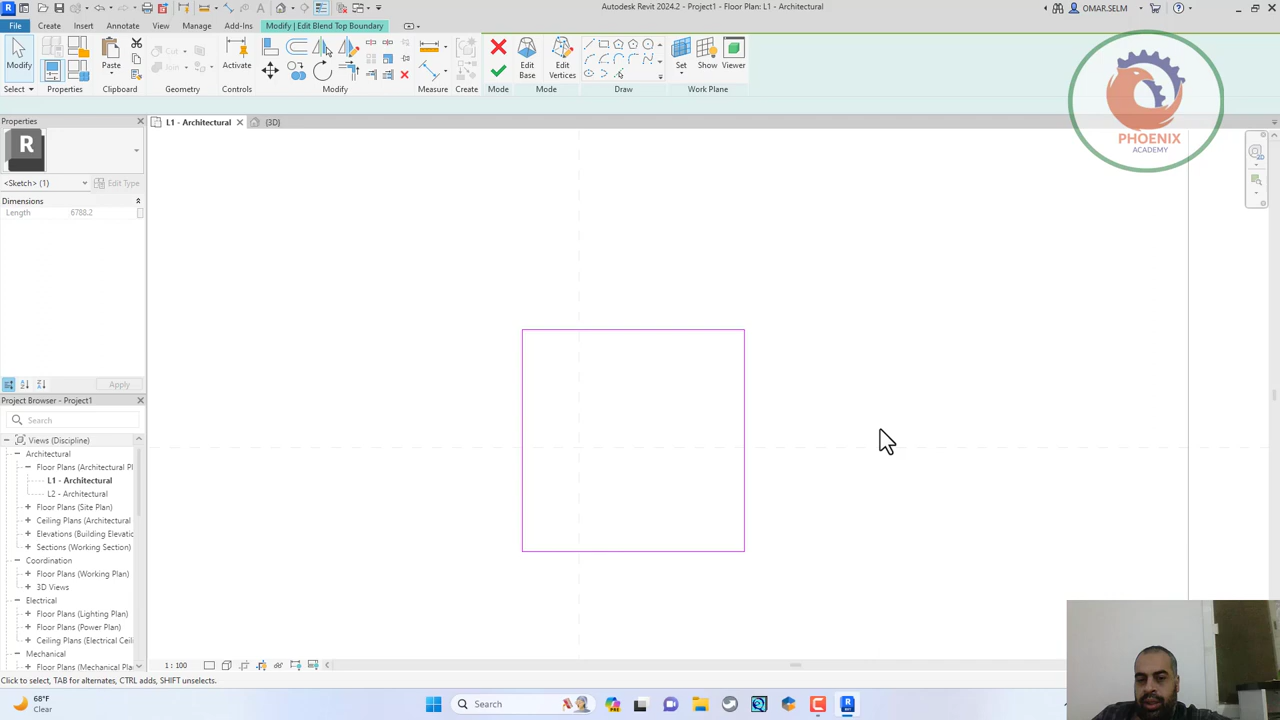 Autodesk Revit 2024.2 - Project1 - Floor Plan: L1 - Architectural
OMAR.SELM
File Create Insert Annotate View Manage Add-Ins Modify | Edit Blend Top Boundary
Modify
Paste
Cut
Join
Activate
Edit Base
Edit Vertices
Set
Show
Viewer
Select Properties Clipboard Geometry Controls Modify Measure Create Mode Mode Draw Work Plane
PHOENIX
ACADEMY
Properties
L1 - Architectural
{3D}
R
<Sketch> (1)
Edit Type
Dimensions
Length 6788.2
Apply
Project Browser - Project1
Search
Views (Discipline)
Architectural
Floor Plans (Architectural Pl
L1 - Architectural
L2 - Architectural
Floor Plans (Site Plan)
Ceiling Plans (Architectural
Elevations (Building Elevatio
Sections (Working Section)
Coordination
Floor Plans (Working Plan)
3D Views
Electrical
Floor Plans (Lighting Plan)
Floor Plans (Power Plan)
Ceiling Plans (Electrical Ceili
Mechanical
Floor Plans (Mechanical Plan
1 : 100
Click to select, TAB for alternates, CTRL adds, SHIFT unselects.
68°F
Clear
Search